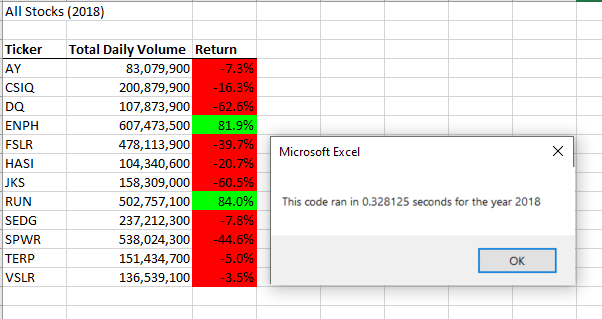 All Stocks (2018)
Ticker Total Daily Volume Return
AY 83,079,900 -7.3%
CSIQ 200,879,900 -16.3%
DQ 107,873,900 -62.6%
ENPH 607,473,500 81.9%
FSLR 478,113,900 -39.7%
HASI 104,340,600 -20.7%
JKS 158,309,000 -60.5%
RUN 502,757,100 84.0%
SEDG 237,212,300 -7.8%
SPWR 538,024,300 -44.6%
TERP 151,434,700 -5.0%
VSLR 136,539,100 -3.5%
Microsoft Excel
This code ran in 0.328125 seconds for the year 2018
OK